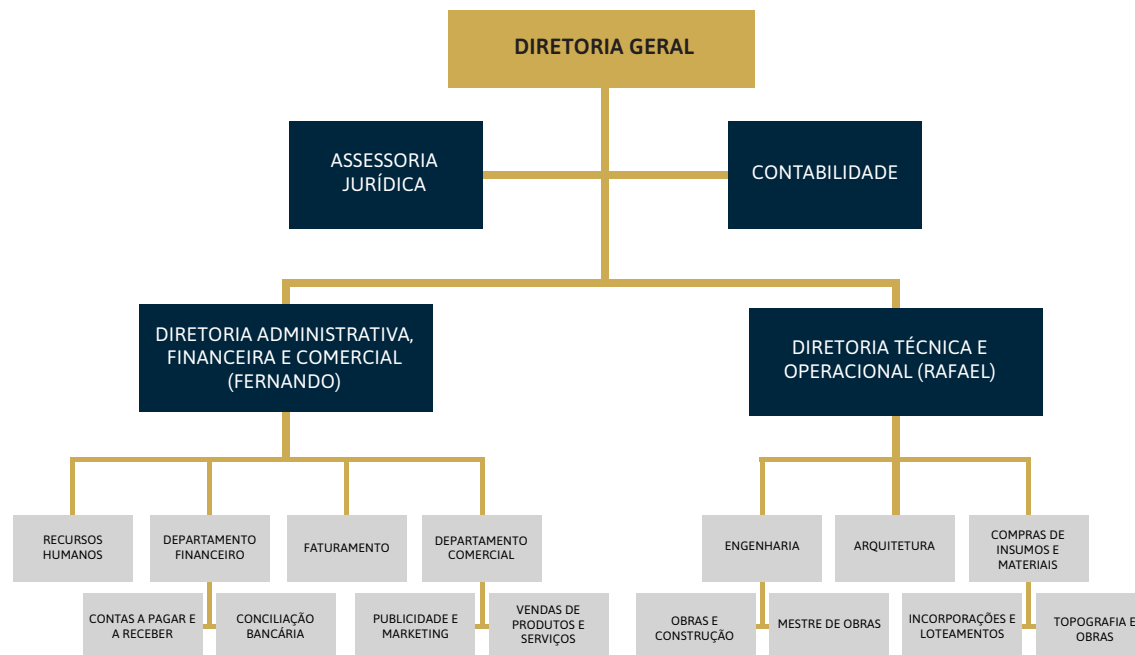 DIRETORIA GERAL
ASSESSORIA
JURÍDICA
CONTABILIDADE
DIRETORIA ADMINISTRATIVA,
FINANCEIRA E COMERCIAL
(FERNANDO)
DIRETORIA TÉCNICA E
OPERACIONAL (RAFAEL)
RECURSOS
HUMANOS
DEPARTAMENTO
FINANCEIRO
FATURAMENTO
DEPARTAMENTO
COMERCIAL
ENGENHARIA
ARQUITETURA
COMPRAS DE
INSUMOS E
MATERIAIS
CONTAS A PAGAR E
A RECEBER
CONCILIAÇÃO
BANCÁRIA
PUBLICIDADE E
MARKETING
VENDAS DE
PRODUTOS E
SERVIÇOS
OBRAS E
CONSTRUÇÃO
MESTRE DE OBRAS
INCORPORAÇÕES E
LOTEAMENTOS
TOPOGRAFIA E
OBRAS